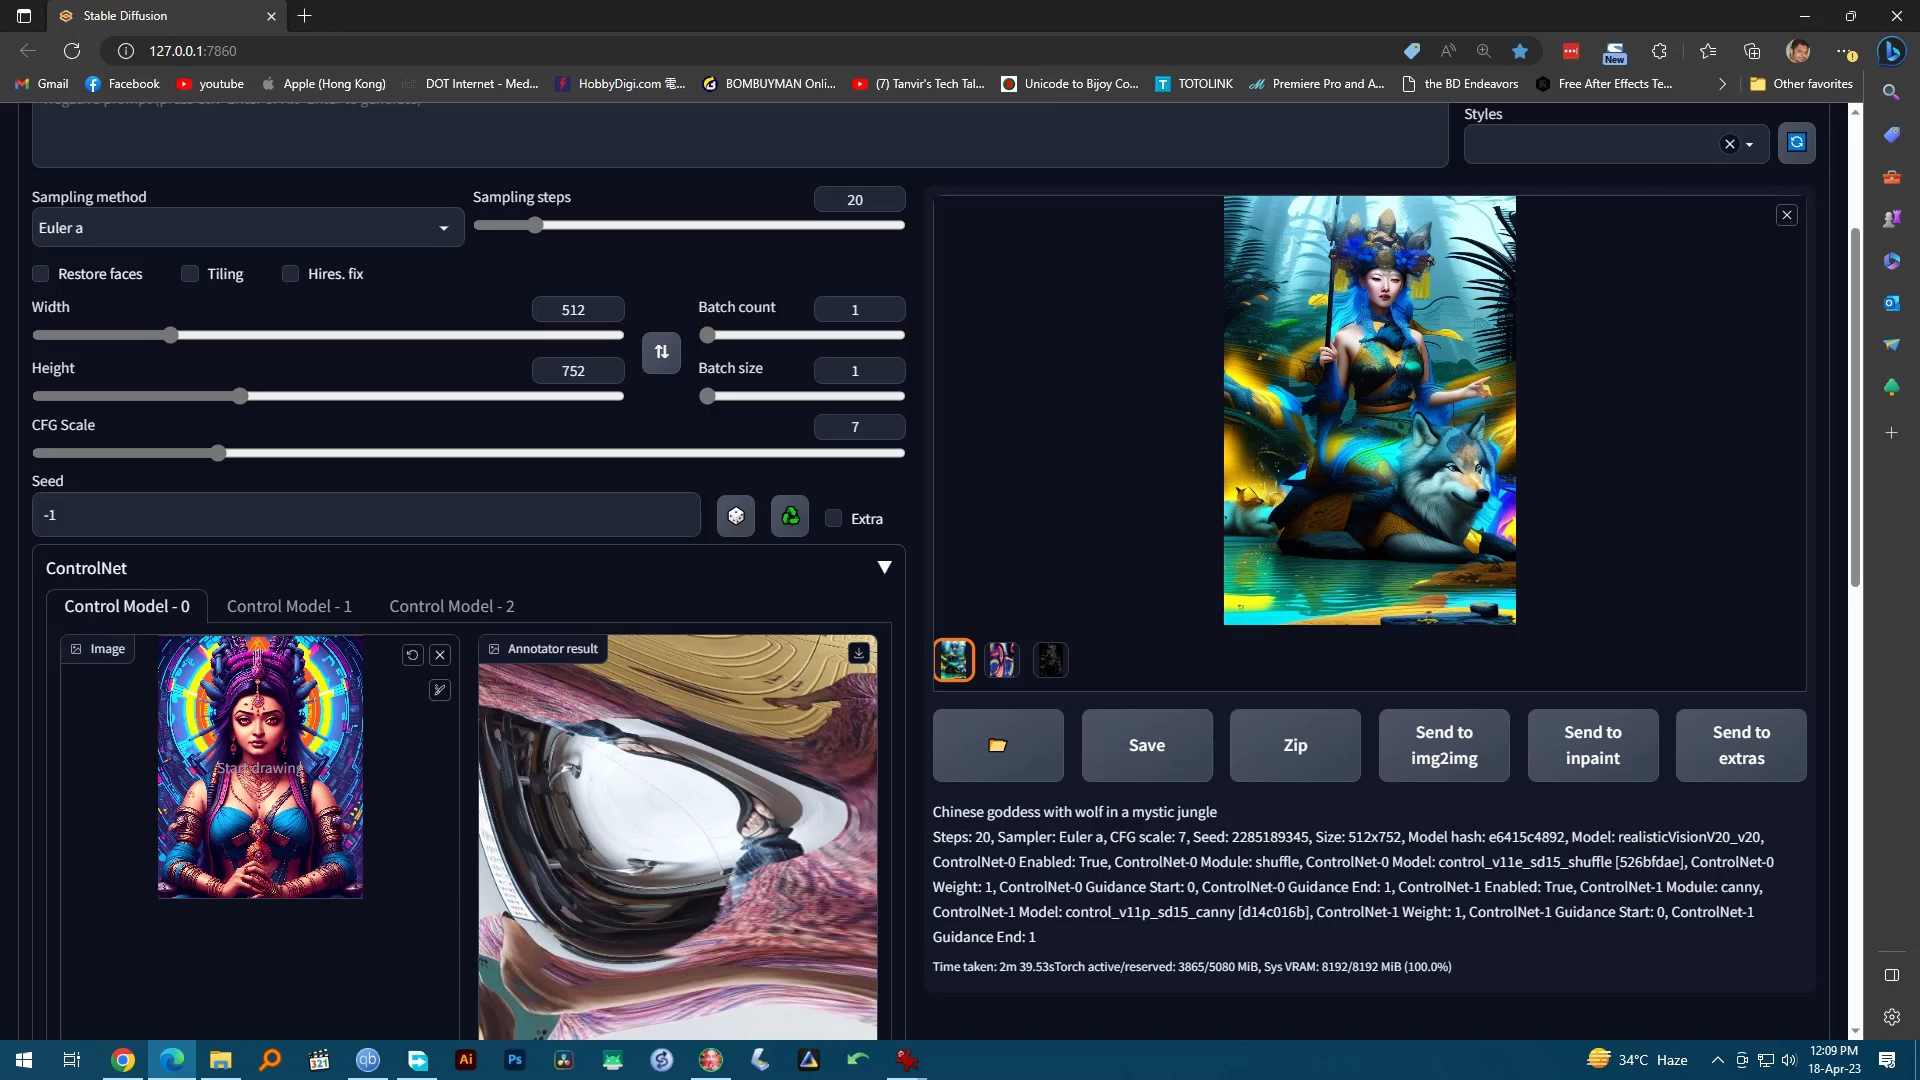 Stable Diffusion
127.0.0.1:7860
New
Gmail
Facebook
youtube
Apple (Hong Kong)
DOT Internet - Med...
HobbyDigi.com 電...
BOMBUYMAN Onli...
(7) Tanvir's Tech Tal...
Unicode to Bijoy Co...
TOTOLINK
Premiere Pro and A...
the BD Endeavors
Free After Effects Te...
Other favorites
Styles
Sampling method
Sampling steps
20
Euler a
Restore faces
Tiling
Hires. fix
Width
512
Batch count
1
Height
752
Batch size
1
CFG Scale
7
Seed
-1
Extra
ControlNet
Control Model - 0
Control Model - 1
Control Model - 2
Image
Start drawing
Annotator result
Save
Zip
Send to
img2img
Send to
inpaint
Send to
extras
Chinese goddess with wolf in a mystic jungle
Steps: 20, Sampler: Euler a, CFG scale: 7, Seed: 2285189345, Size: 512x752, Model hash: e6415c4892, Model: realisticVisionV20_v20,
ControlNet-0 Enabled: True, ControlNet-0 Module: shuffle, ControlNet-0 Model: control_v11e_sd15_shuffle [526bfdae], ControlNet-0
Weight: 1, ControlNet-0 Guidance Start: 0, ControlNet-0 Guidance End: 1, ControlNet-1 Enabled: True, ControlNet-1 Module: canny,
ControlNet-1 Model: control_v11p_sd15_canny [d14c016b], ControlNet-1 Weight: 1, ControlNet-1 Guidance Start: 0, ControlNet-1
Guidance End: 1
Time taken: 2m 39.53sTorch active/reserved: 3865/5080 MiB, Sys VRAM: 8192/8192 MiB (100.0%)
321
qb
Ai
Ps
34°C Haze
12:09 PM
18-Apr-23